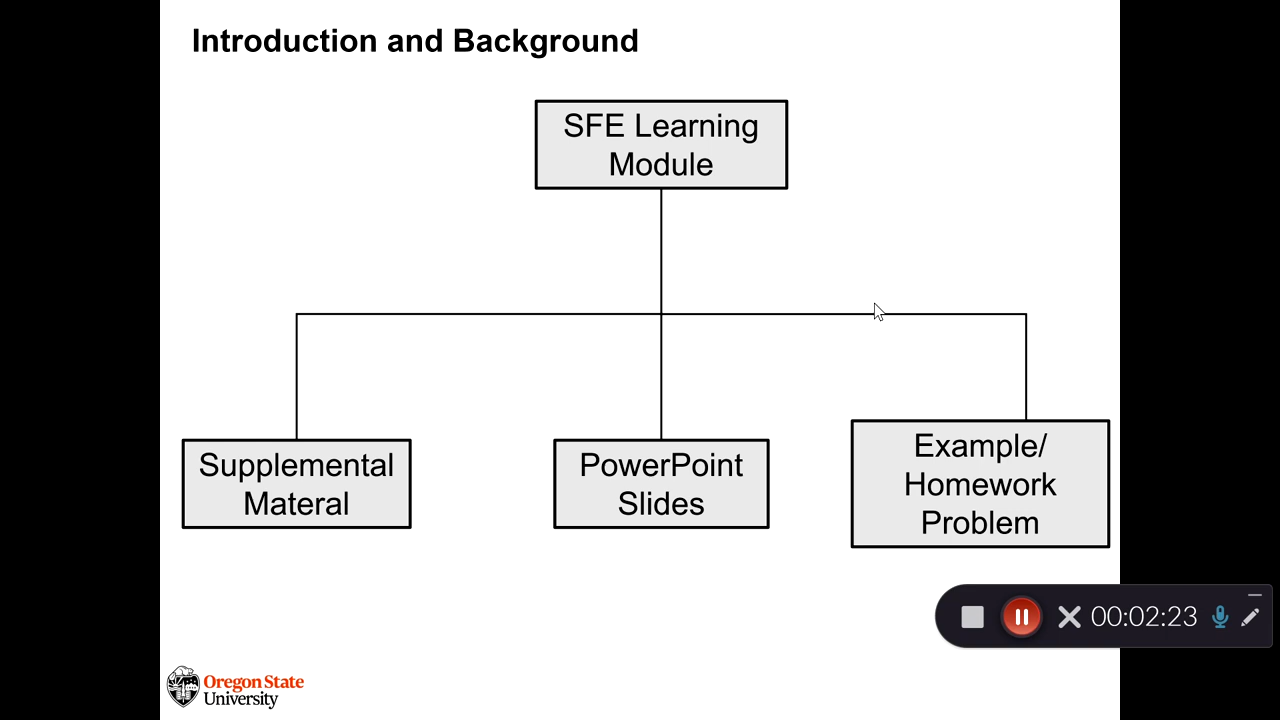 Introduction and Background
SFE Learning
Module
Supplemental
Materal
PowerPoint
Slides
Example/
Homework
Problem
00:02:23
Oregon State
University